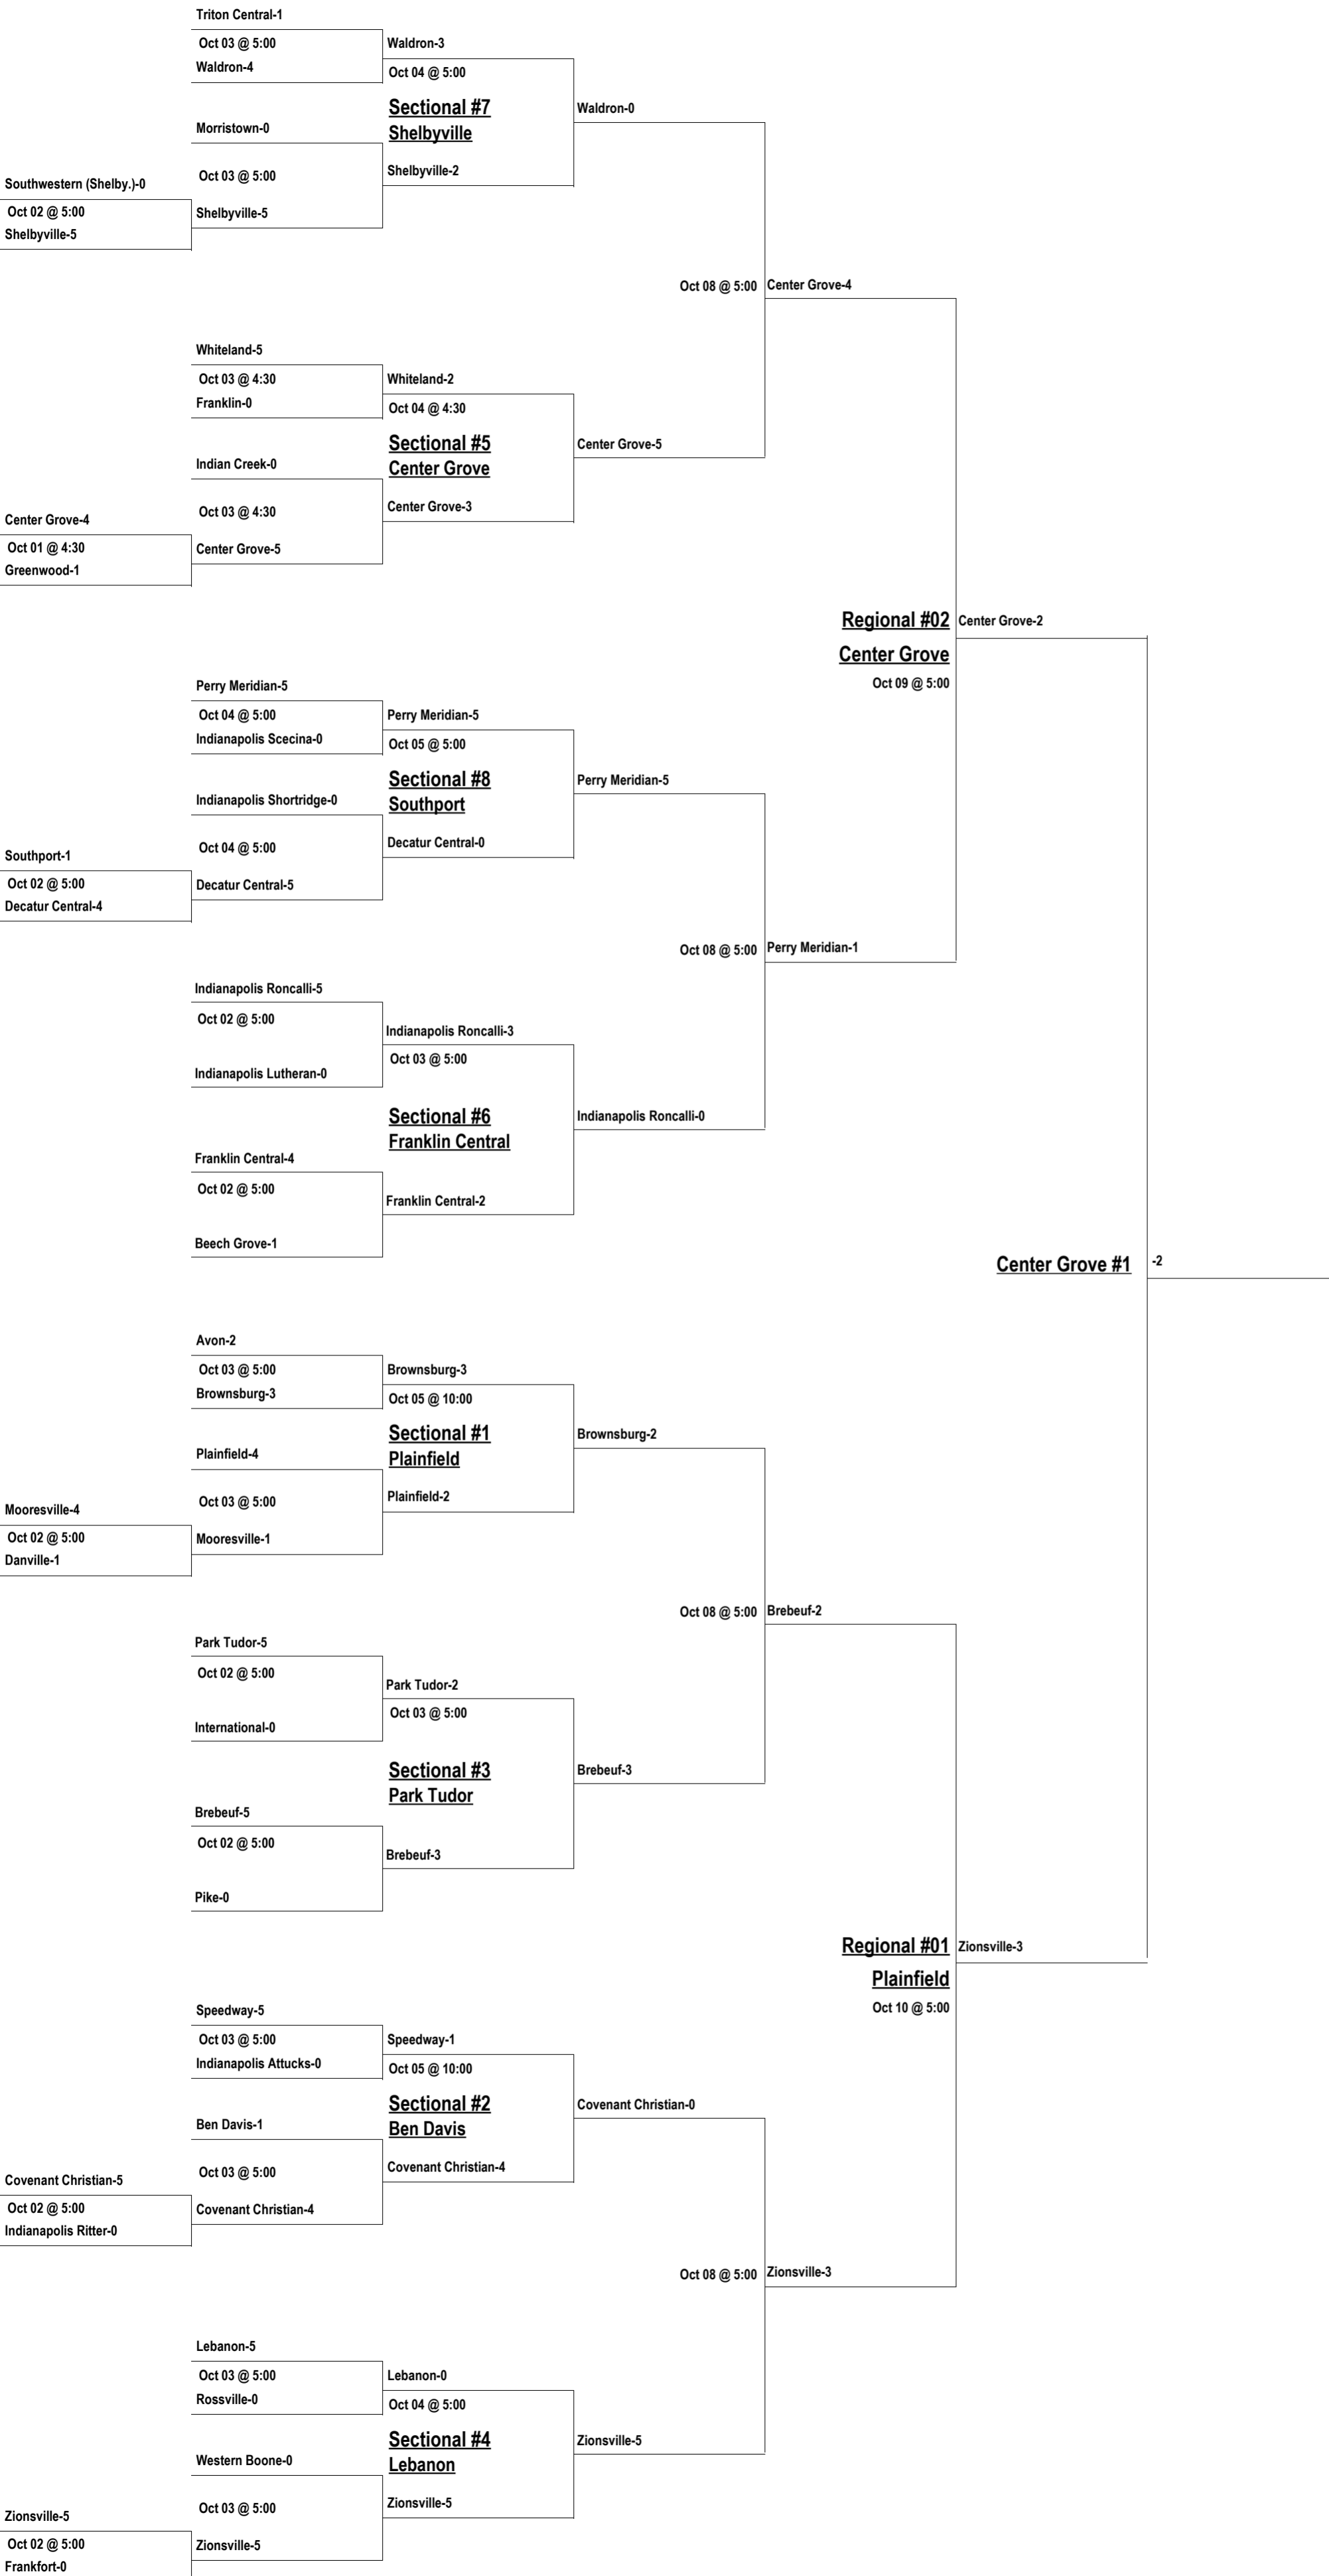 Triton Central-1
Oct 03 @ 5:00
Waldron-4
Waldron-3
Oct 04 @ 5:00
Sectional #7
Shelbyville
Waldron-0
Morristown-0
Oct 03 @ 5:00
Shelbyville-2
Southwestern (Shelby.)-0
Oct 02 @ 5:00
Shelbyville-5
Shelbyville-5
Oct 08 @ 5:00
Center Grove-4
Whiteland-5
Oct 03 @ 4:30
Franklin-0
Whiteland-2
Oct 04 @ 4:30
Sectional #5
Center Grove
Center Grove-5
Indian Creek-0
Oct 03 @ 4:30
Center Grove-3
Center Grove-4
Oct 01 @ 4:30
Greenwood-1
Center Grove-5
Regional #02
Center Grove
Oct 09 @ 5:00
Center Grove-2
Perry Meridian-5
Oct 04 @ 5:00
Indianapolis Scecina-0
Perry Meridian-5
Oct 05 @ 5:00
Sectional #8
Southport
Perry Meridian-5
Indianapolis Shortridge-0
Oct 04 @ 5:00
Decatur Central-0
Southport-1
Oct 02 @ 5:00
Decatur Central-4
Decatur Central-5
Oct 08 @ 5:00
Perry Meridian-1
Indianapolis Roncalli-5
Oct 02 @ 5:00
Indianapolis Lutheran-0
Indianapolis Roncalli-3
Oct 03 @ 5:00
Sectional #6
Franklin Central
Indianapolis Roncalli-0
Franklin Central-4
Oct 02 @ 5:00
Beech Grove-1
Franklin Central-2
Center Grove #1
-2
Avon-2
Oct 03 @ 5:00
Brownsburg-3
Brownsburg-3
Oct 05 @ 10:00
Sectional #1
Plainfield
Brownsburg-2
Plainfield-4
Oct 03 @ 5:00
Plainfield-2
Mooresville-4
Oct 02 @ 5:00
Danville-1
Mooresville-1
Oct 08 @ 5:00
Brebeuf-2
Park Tudor-5
Oct 02 @ 5:00
International-0
Park Tudor-2
Oct 03 @ 5:00
Sectional #3
Park Tudor
Brebeuf-3
Brebeuf-5
Oct 02 @ 5:00
Pike-0
Brebeuf-3
Regional #01
Plainfield
Oct 10 @ 5:00
Zionsville-3
Speedway-5
Oct 03 @ 5:00
Indianapolis Attucks-0
Speedway-1
Oct 05 @ 10:00
Sectional #2
Ben Davis
Covenant Christian-0
Ben Davis-1
Oct 03 @ 5:00
Covenant Christian-4
Covenant Christian-5
Oct 02 @ 5:00
Indianapolis Ritter-0
Covenant Christian-4
Oct 08 @ 5:00
Zionsville-3
Lebanon-5
Oct 03 @ 5:00
Rossville-0
Lebanon-0
Oct 04 @ 5:00
Sectional #4
Lebanon
Zionsville-5
Western Boone-0
Oct 03 @ 5:00
Zionsville-5
Zionsville-5
Oct 02 @ 5:00
Frankfort-0
Zionsville-5